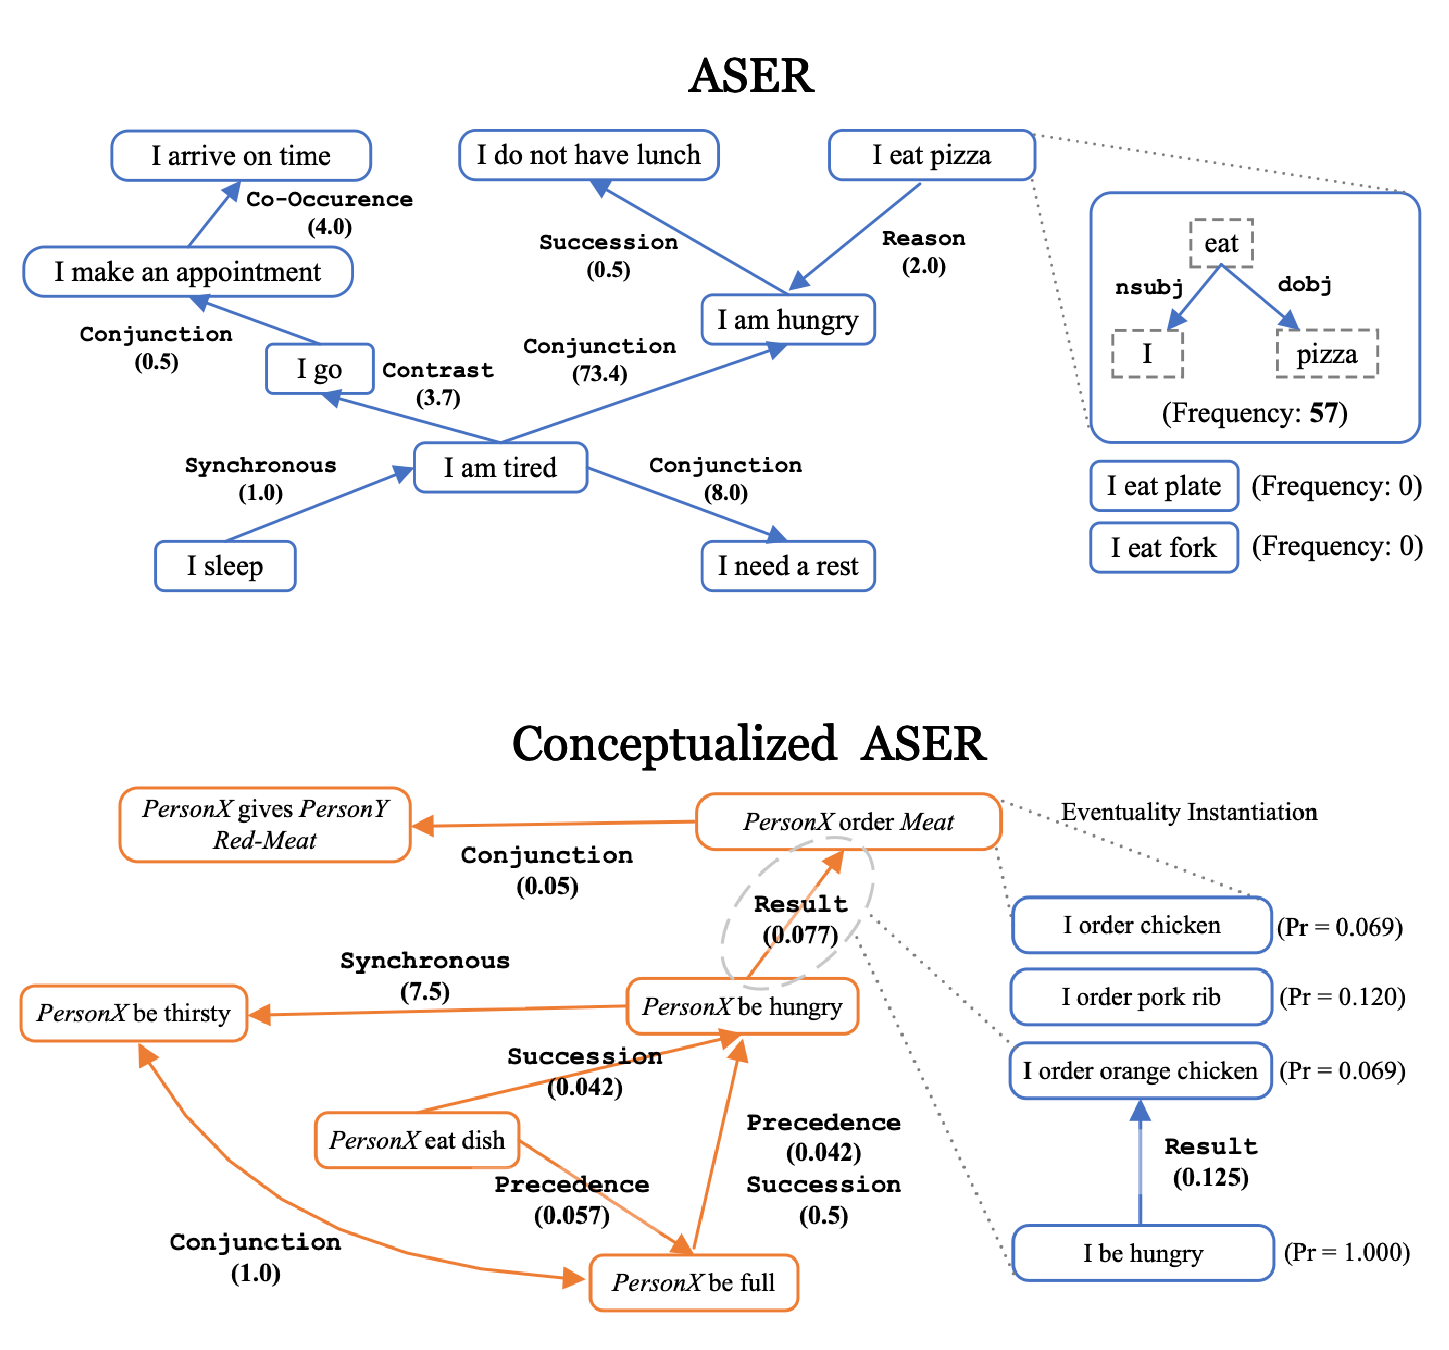 ASER
I arrive on time
I do not have lunch
I eat pizza
Co-Occurence
(4.0)
Succession
(0.5)
Reason
(2.0)
eat
nsubj
dobj
I make an appointment
I am hungry
I
pizza
Conjunction
(0.5)
I go
Contrast
(3.7)
Conjunction
(73.4)
(Frequency: 57)
Synchronous
(1.0)
I am tired
Conjunction
(8.0)
I eat plate
(Frequency: 0)
I eat fork
(Frequency: 0)
I sleep
I need a rest
Conceptualized ASER
PersonX gives PersonY
Red-Meat
PersonX order Meat
Eventuality Instantiation
Conjunction
(0.05)
Result
(0.077)
I order chicken
(Pr = 0.069)
Synchronous
(7.5)
I order pork rib
(Pr = 0.120)
PersonX be thirsty
PersonX be hungry
I order orange chicken
(Pr = 0.069)
Succession
(0.042)
PersonX eat dish
Precedence
(0.042)
Succession
(0.5)
Result
(0.125)
Precedence
(0.057)
Conjunction
(1.0)
PersonX be full
I be hungry
(Pr = 1.000)